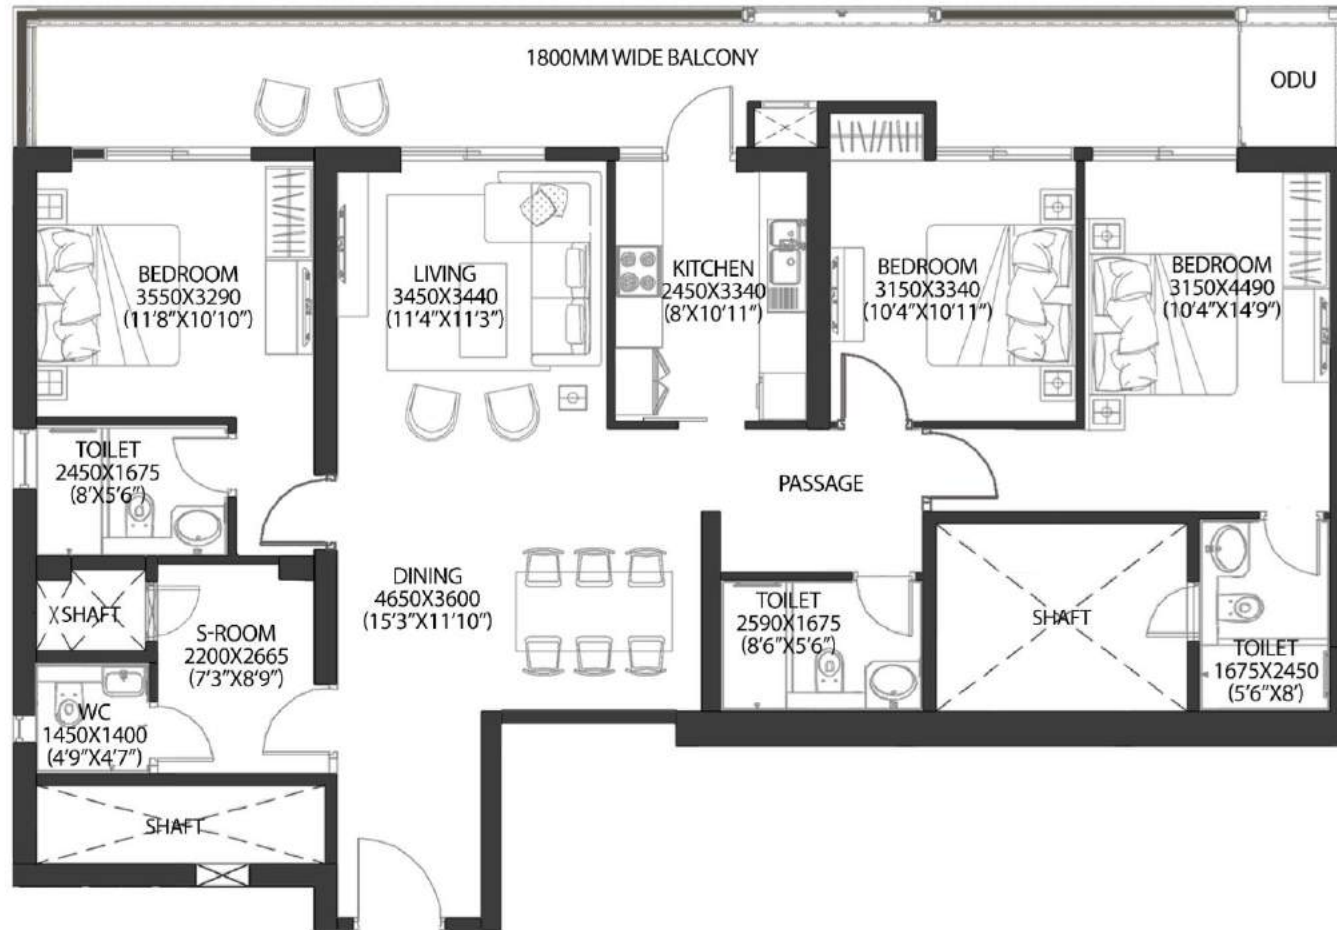 1800MM WIDE BALCONY
ODU
BEDROOM
3550X3290
(11'8"X10'10")
LIVING
3450X3440
(11'4"X11'3")
KITCHEN
2450X3340
(8'X10'11")
BEDROOM
3150X3340
(10'4"X10'11")
BEDROOM
3150X4490
(10'4"X14'9")
TOILET
2450X1675
(8'X5'6")
PASSAGE
DINING
4650X3600
(15'3"X11'10")
SHAFT
S-ROOM
2200X2665
(7'3"X8'9")
TOILET
2590X1675
(8'6"X5'6")
SHAFT
TOILET
1675X2450
(5'6"X8')
WC
1450X1400
(4'9"X4'7")
SHAFT